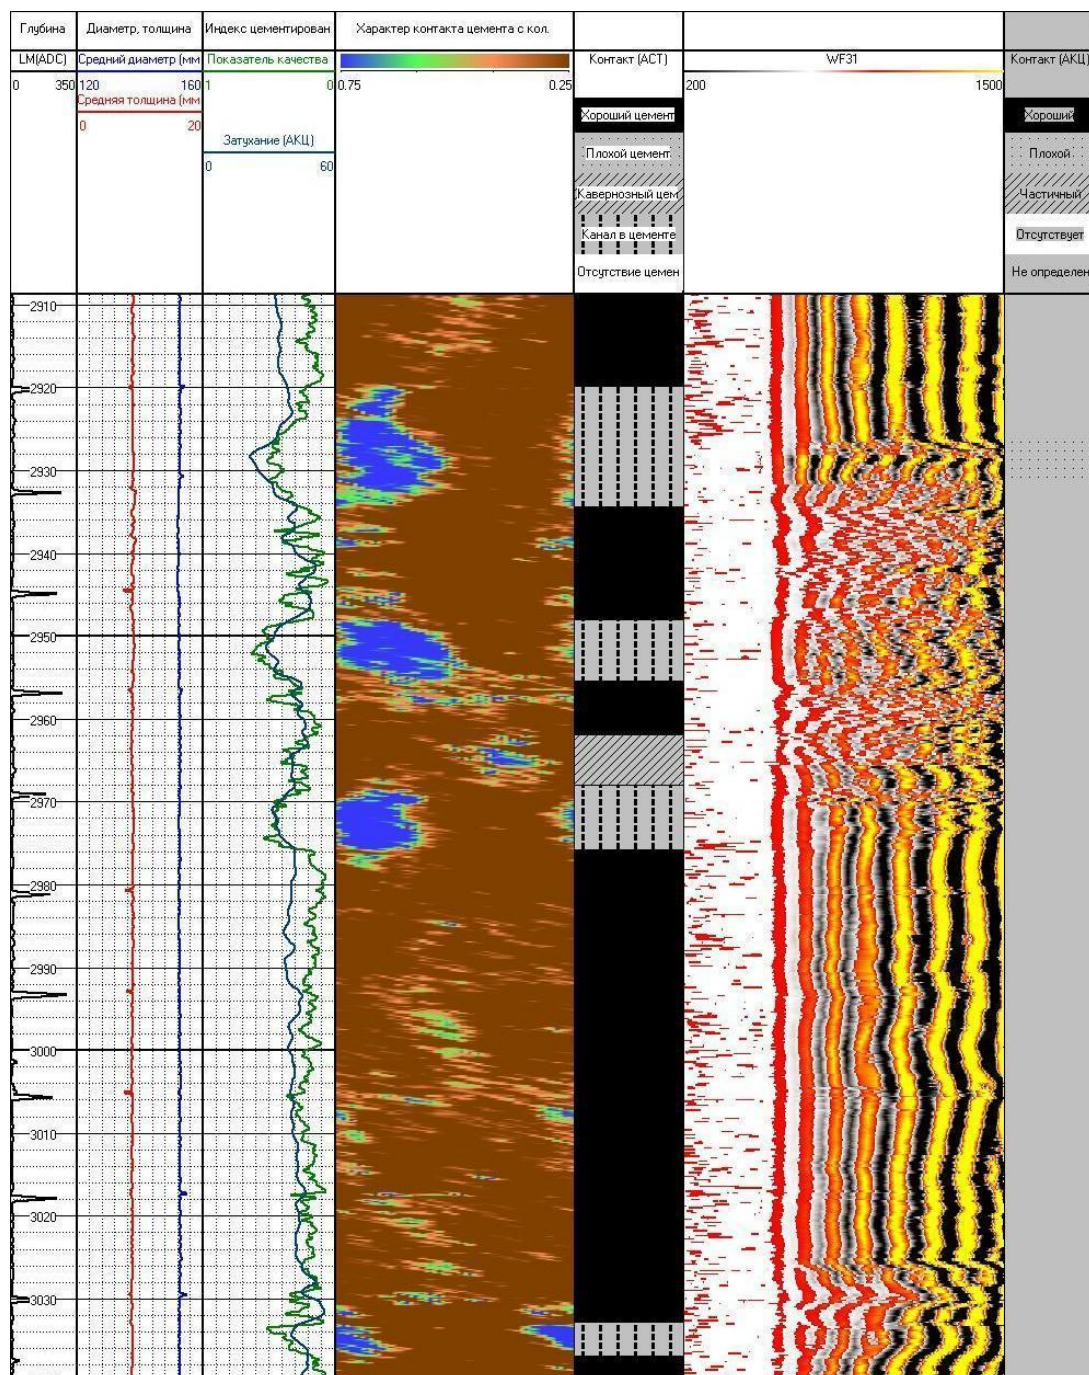 Глубина
Диаметр, толщина
Индекс цементирован
Характер контакта цемента с кол.
LM(ADC)
Средний диаметр (мм
Показатель качества
Контакт (АСТ)
WF31
Контакт (АКЦ)
0 350
120 160
1 0
0.75 0.25
200 1500
Средняя толщина (мм
0 20
Затухание (АКЦ)
0 60
Хороший цемент
Плохой цемент
Кавернозный цем
Канал в цементе
Отсутствие цемен
Хороший
Плохой
Частичный
Отсутствует
Не определен
2910
2920
2930
2940
2950
2960
2970
2980
2990
3000
3010
3020
3030